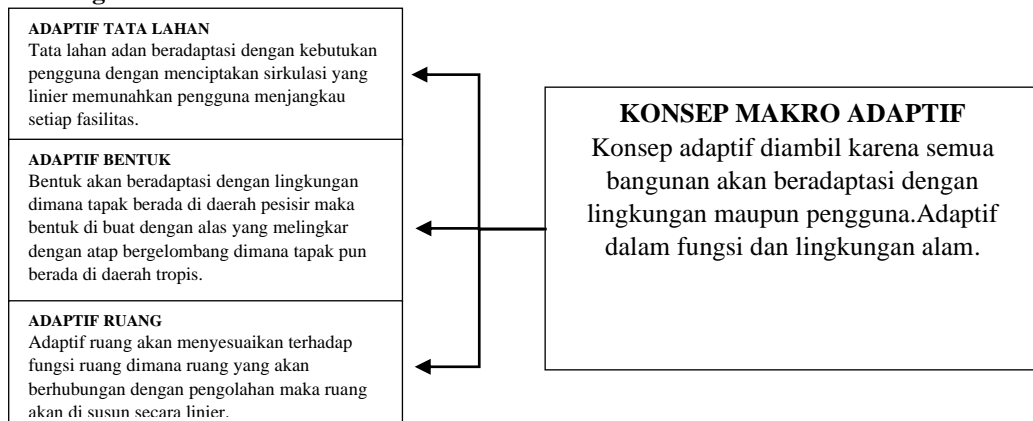 ADAPTIF TATA LAHAN
Tata lahan adan beradaptasi dengan kebutukan
pengguna dengan menciptakan sirkulasi yang
linier memunahkan pengguna menjangkau
setiap fasilitas.
ADAPTIF BENTUK
Bentuk akan beradaptasi dengan lingkungan
dimana tapak berada di daerah pesisir maka
bentuk di buat dengan alas yang melingkar
dengan atap bergelombang dimana tapak pun
berada di daerah tropis.
ADAPTIF RUANG
Adaptif ruang akan menyesuaikan terhadap
fungsi ruang dimana ruang yang akan
berhubungan dengan pengolahan maka ruang
akan di susun secara linier.
KONSEP MAKRO ADAPTIF
Konsep adaptif diambil karena semua
bangunan akan beradaptasi dengan
lingkungan maupun pengguna.Adaptif
dalam fungsi dan lingkungan alam.